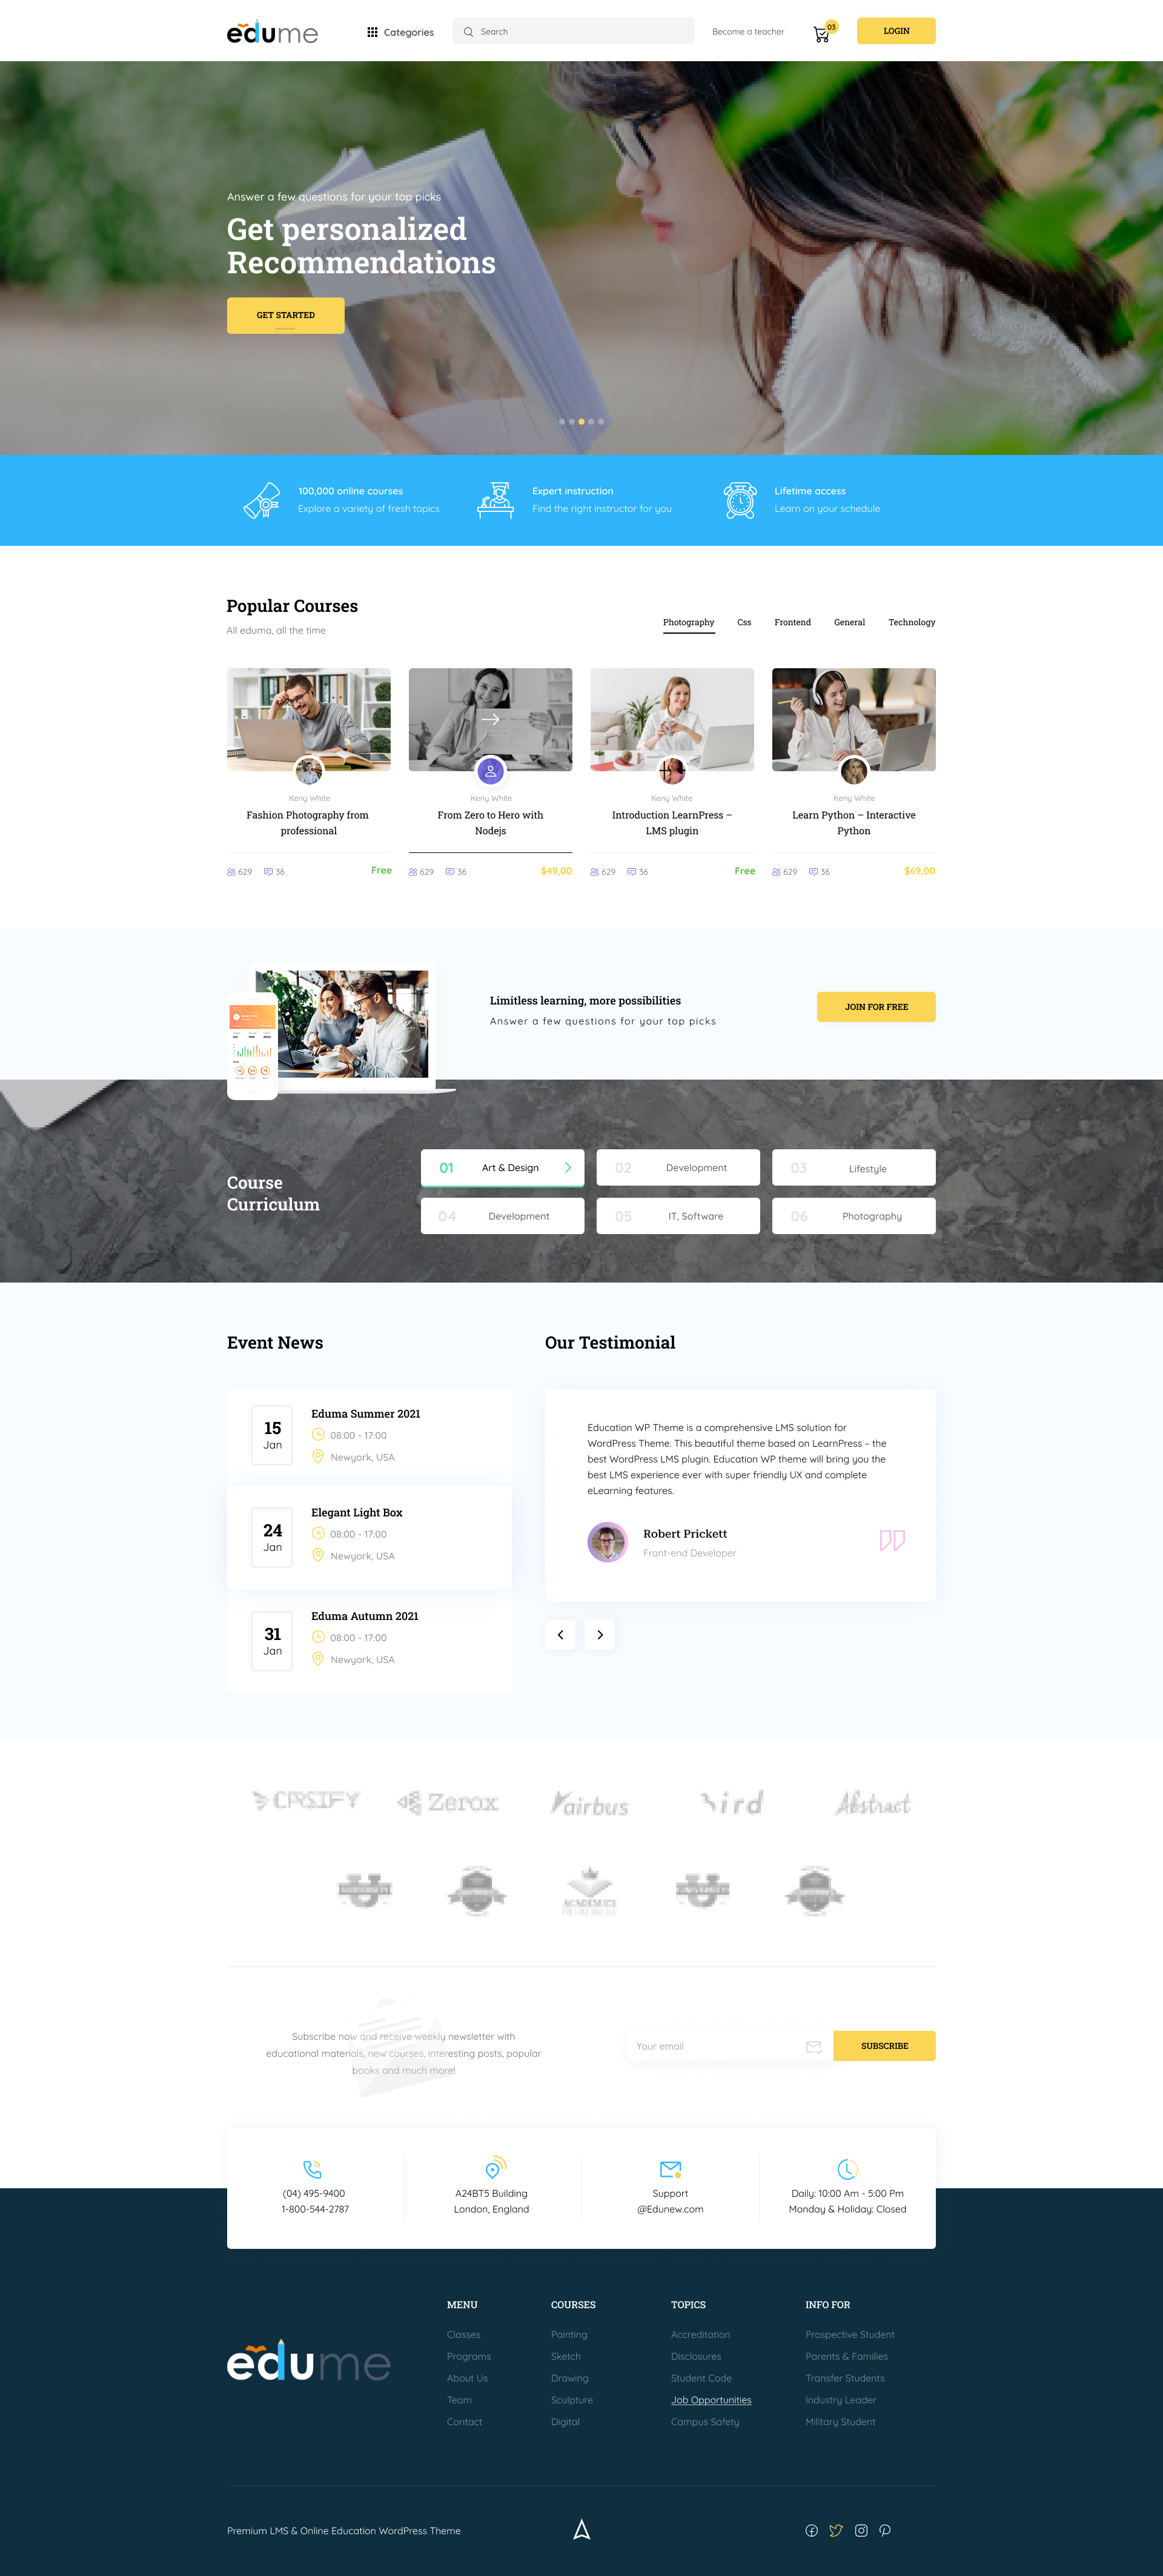 edume
Categories
Search
Become a teacher
03
LOGIN
Answer a few questions for your top picks
Get personalized
Recommendations
GET STARTED
100,000 online courses
Explore a variety of fresh topics
Expert instruction
Find the right instructor for you
Lifetime access
Learn on your schedule
Popular Courses
All eduma, all the time
Photography
Css
Frontend
General
Technology
Keny White
Fashion Photography from
professional
629
36
Free
Keny White
From Zero to Hero with
Nodejs
629
36
$49,00
Keny White
Introduction LearnPress –
LMS plugin
629
36
Free
Keny White
Learn Python – Interactive
Python
629
36
$69,00
Limitless learning, more possibilities
Answer a few questions for your top picks
JOIN FOR FREE
Course
Curriculum
01 Art & Design
02 Development
03 Lifestyle
04 Development
05 IT, Software
06 Photography
Event News
15
Jan
Eduma Summer 2021
08:00 - 17:00
Newyork, USA
24
Jan
Elegant Light Box
08:00 - 17:00
Newyork, USA
31
Jan
Eduma Autumn 2021
08:00 - 17:00
Newyork, USA
Our Testimonial
Education WP Theme is a comprehensive LMS solution for
WordPress Theme. This beautiful theme based on LearnPress – the
best WordPress LMS plugin. Education WP theme will bring you the
best LMS experience ever with super friendly UX and complete
eLearning features.
Robert Prickett
Front-end Developer
Zerox
Abstract
Subscribe now and receive weekly newsletter with
educational materials, new courses, interesting posts, popular
books and much more!
Your email
SUBSCRIBE
(04) 495-9400
1-800-544-2787
A24BT5 Building
London, England
Support
@Edunew.com
Daily: 10:00 Am - 5:00 Pm
Monday & Holiday: Closed
edume
MENU
Classes
Programs
About Us
Team
Contact
COURSES
Painting
Sketch
Drawing
Sculpture
Digital
TOPICS
Accreditation
Disclosures
Student Code
Job Opportunities
Campus Safety
INFO FOR
Prospective Student
Parents & Families
Transfer Students
Industry Leader
Military Student
Premium LMS & Online Education WordPress Theme